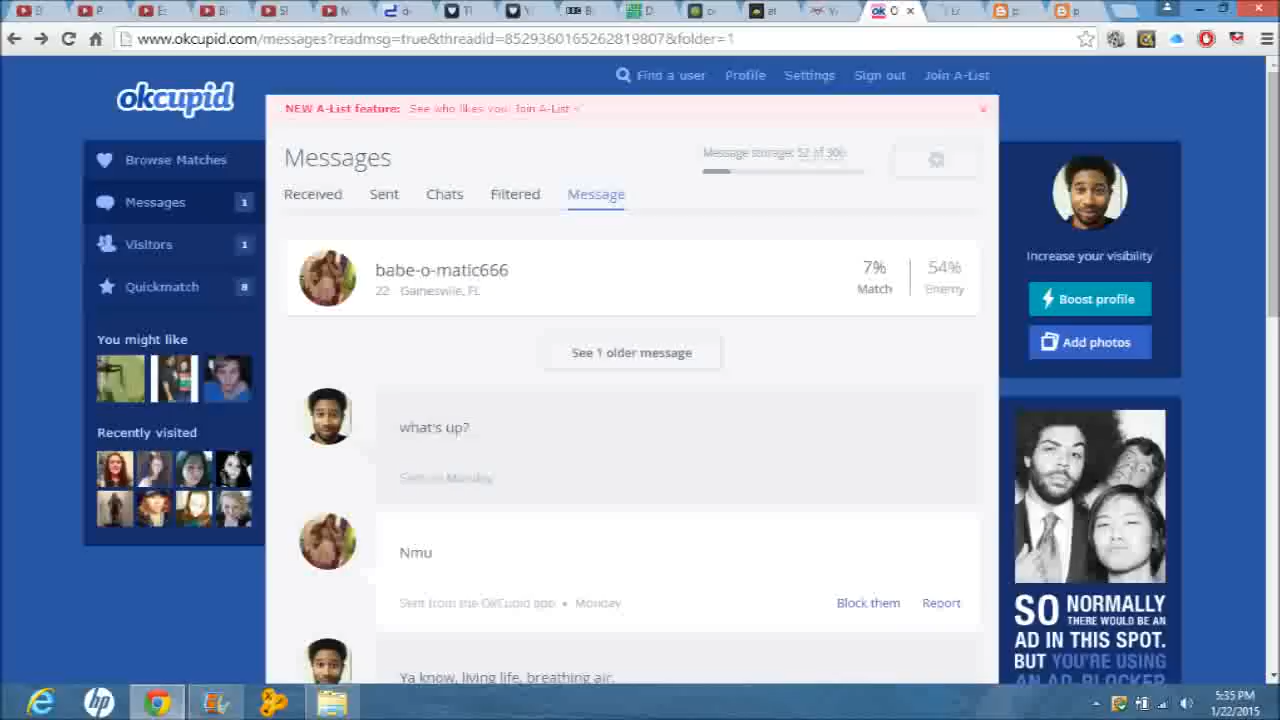 www.okcupid.com/messages?readmsg=true&threadid=8529360165262819807&folder=1
Find a user Profile Settings Sign out Join A-List
okcupid
NEW A-List feature: See who likes you! Join A-List <
Browse Matches
Messages 1
Visitors 1
Quickmatch 8
You might like
Recently visited
Messages
Message storage: 52 of 300
Received Sent Chats Filtered Message
babe-o-matic666
22 Gainesville, FL
7% Match
54% Enemy
See 1 older message
what's up?
Sent on Monday
Nmu
Sent from the OkCupid app • Monday
Block them Report
Ya know, living life, breathing air.
Increase your visibility
Boost profile
Add photos
SO NORMALLY
THERE WOULD BE AN
AD IN THIS SPOT.
BUT YOU'RE USING
AN AD BLOCKER
5:35 PM
1/22/2015